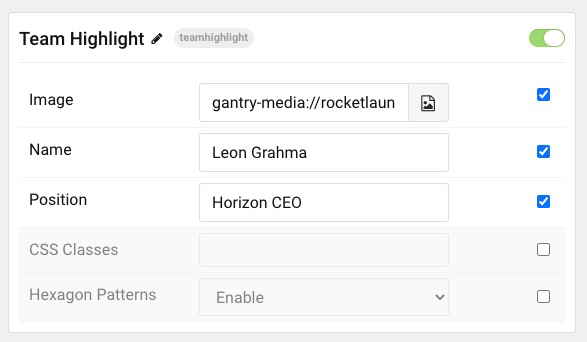 Team Highlight teamhighlight
Image gantry-media://rocketlaun
Name Leon Grahma
Position Horizon CEO
CSS Classes
Hexagon Patterns Enable